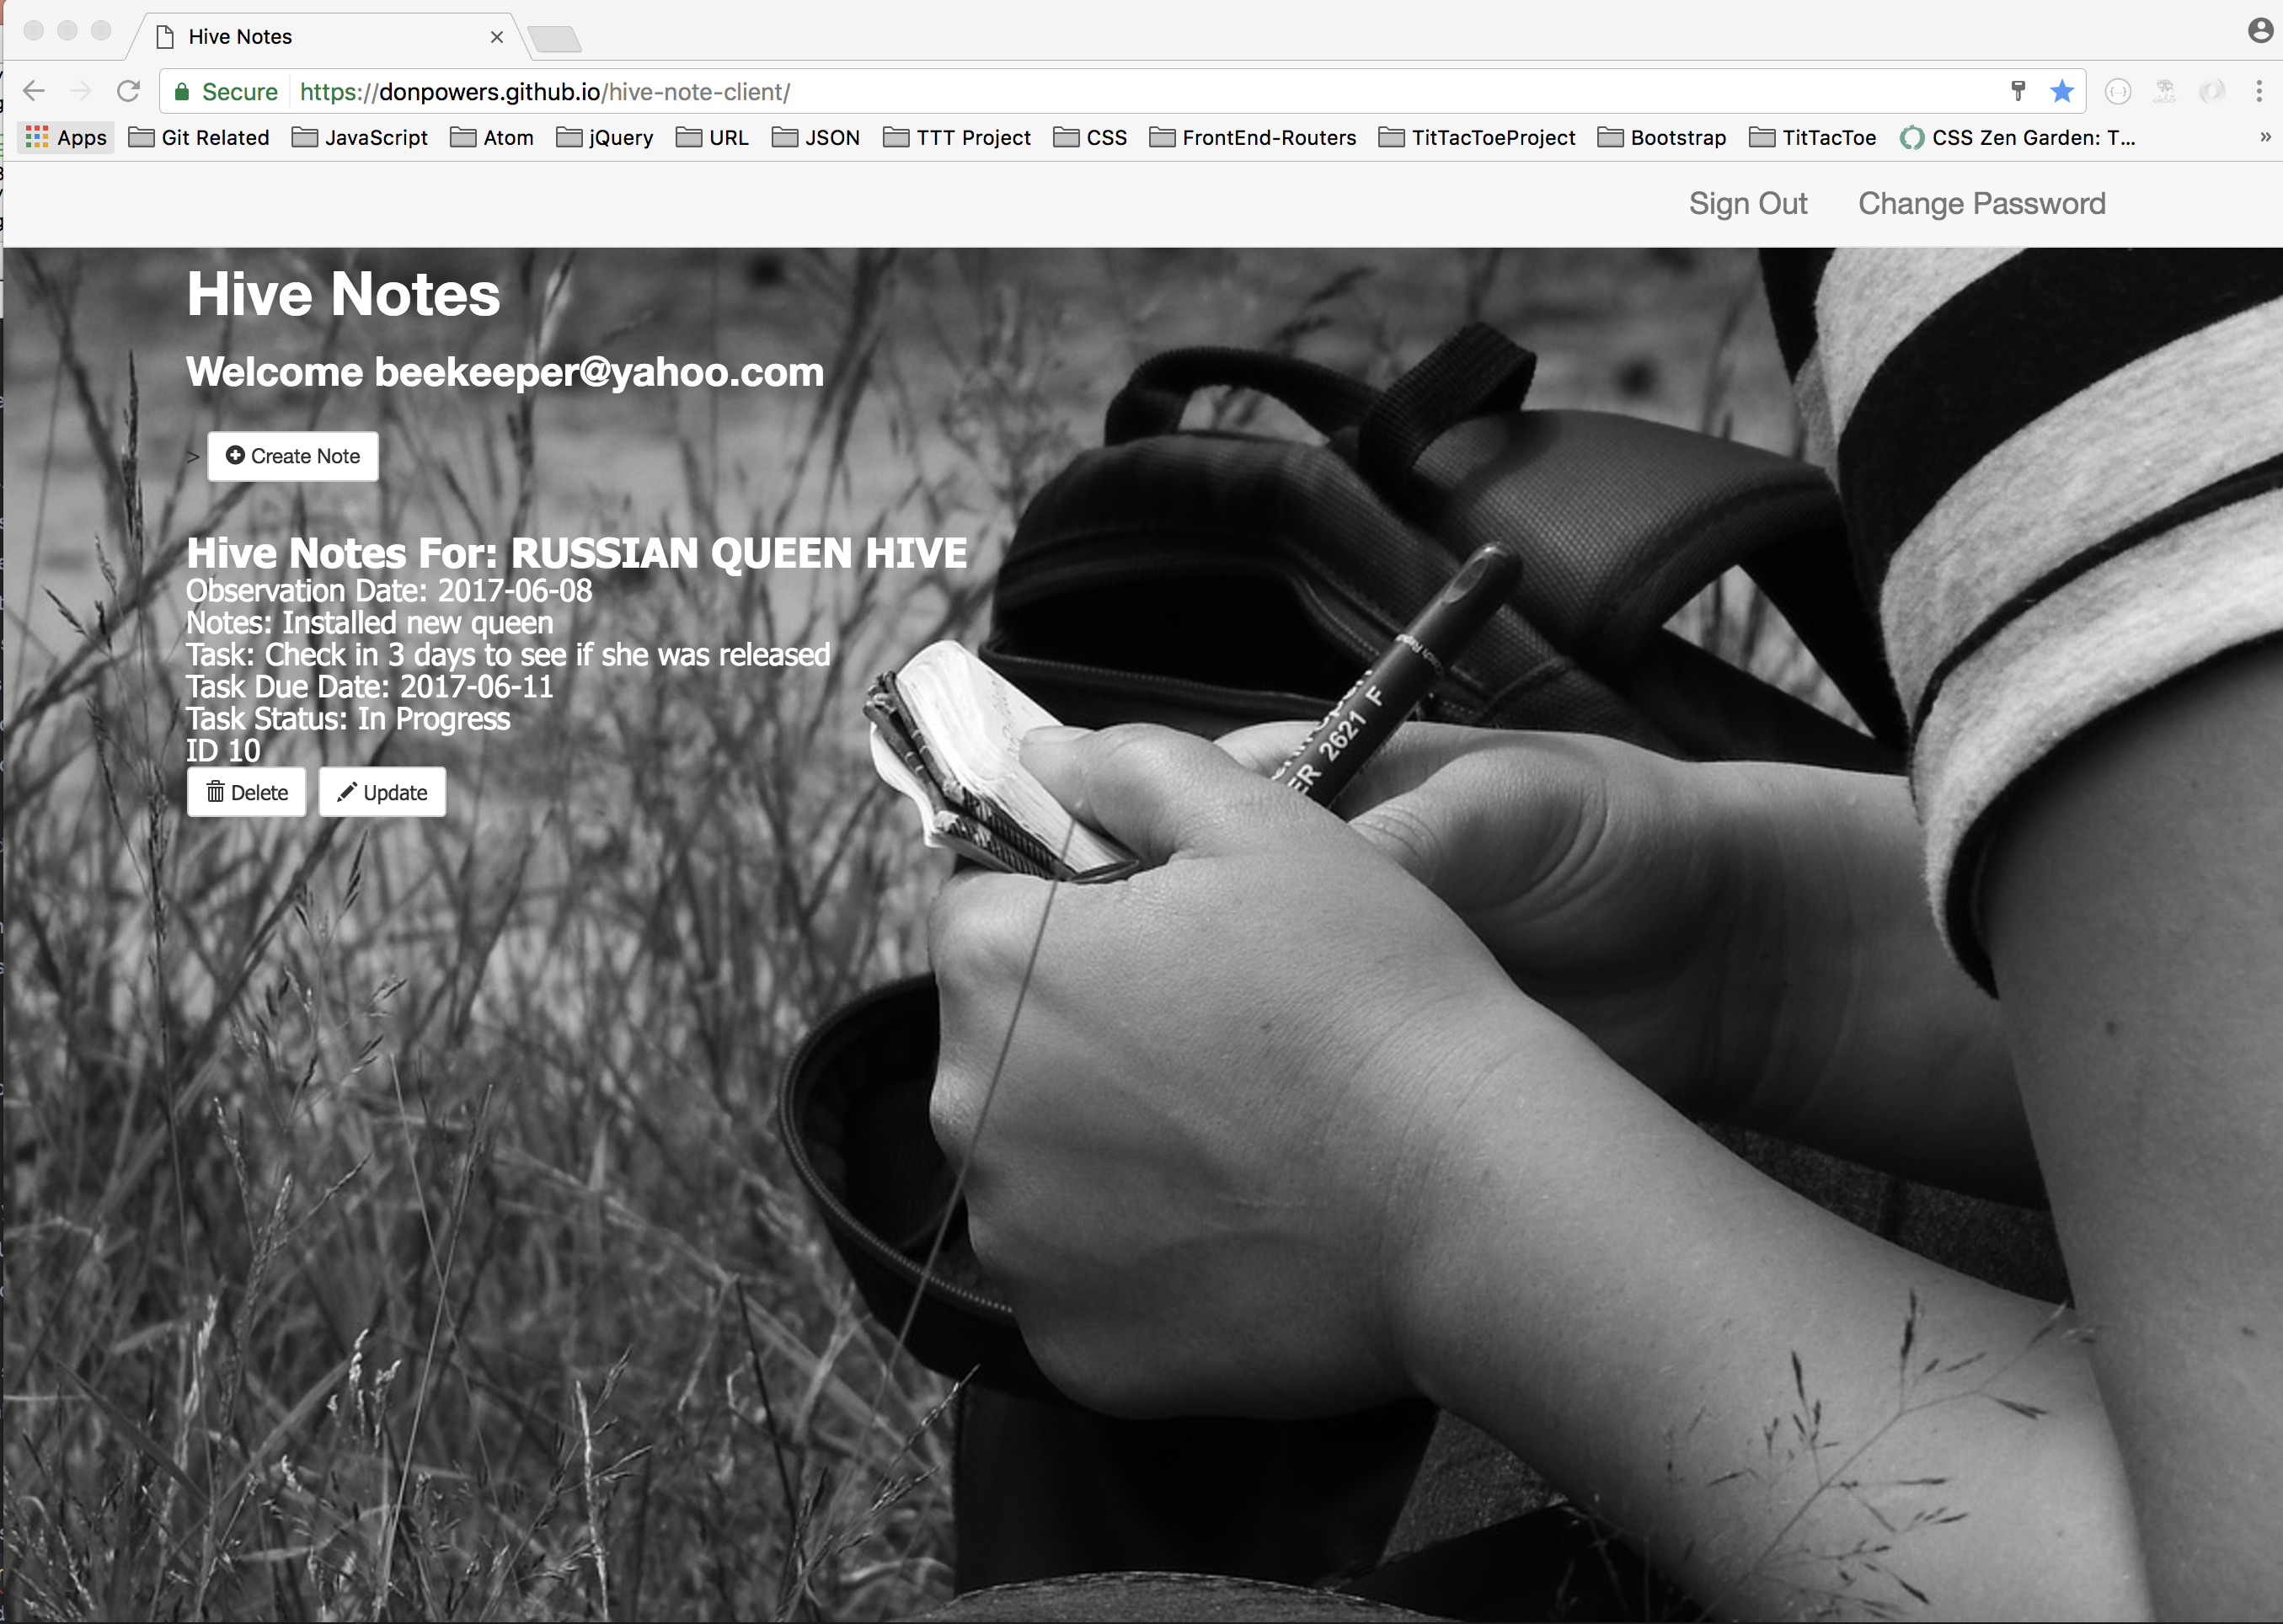 Hive Notes
Secure https://donpowers.github.io/hive-note-client/
Apps Git Related JavaScript Atom jQuery URL JSON TTT Project CSS FrontEnd-Routers TitTacToeProject Bootstrap TitTacToe CSS Zen Garden: T... »
Sign Out Change Password
Hive Notes
Welcome beekeeper@yahoo.com
> Create Note
Hive Notes For: RUSSIAN QUEEN HIVE
Observation Date: 2017-06-08
Notes: Installed new queen
Task: Check in 3 days to see if she was released
Task Due Date: 2017-06-11
Task Status: In Progress
ID 10
Delete Update
2621 F